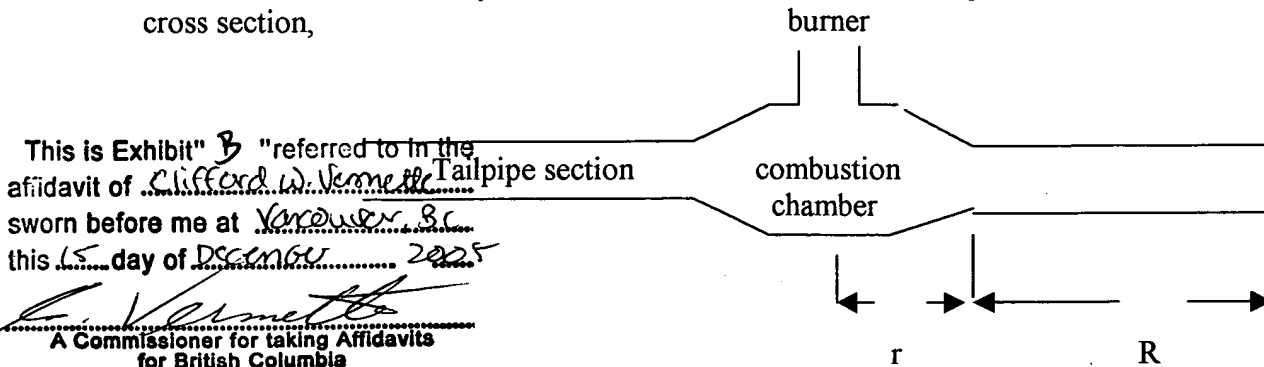 cross section,
burner
This is Exhibit" B "referred to in the
affidavit of Clifford W. Vernette
sworn before me at Vancouver, BC
this 15 day of December 2005
Tailpipe section
combustion
chamber
A Commissioner for taking Affidavits
for British Columbia
r
R